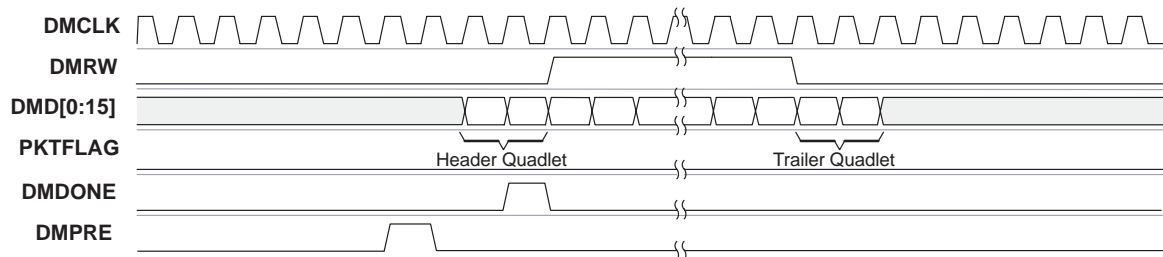 DMCLK
DMRW
DMD[0:15]
PKTFLAG
Header Quadlet
Trailer Quadlet
DMDONE
DMPRE